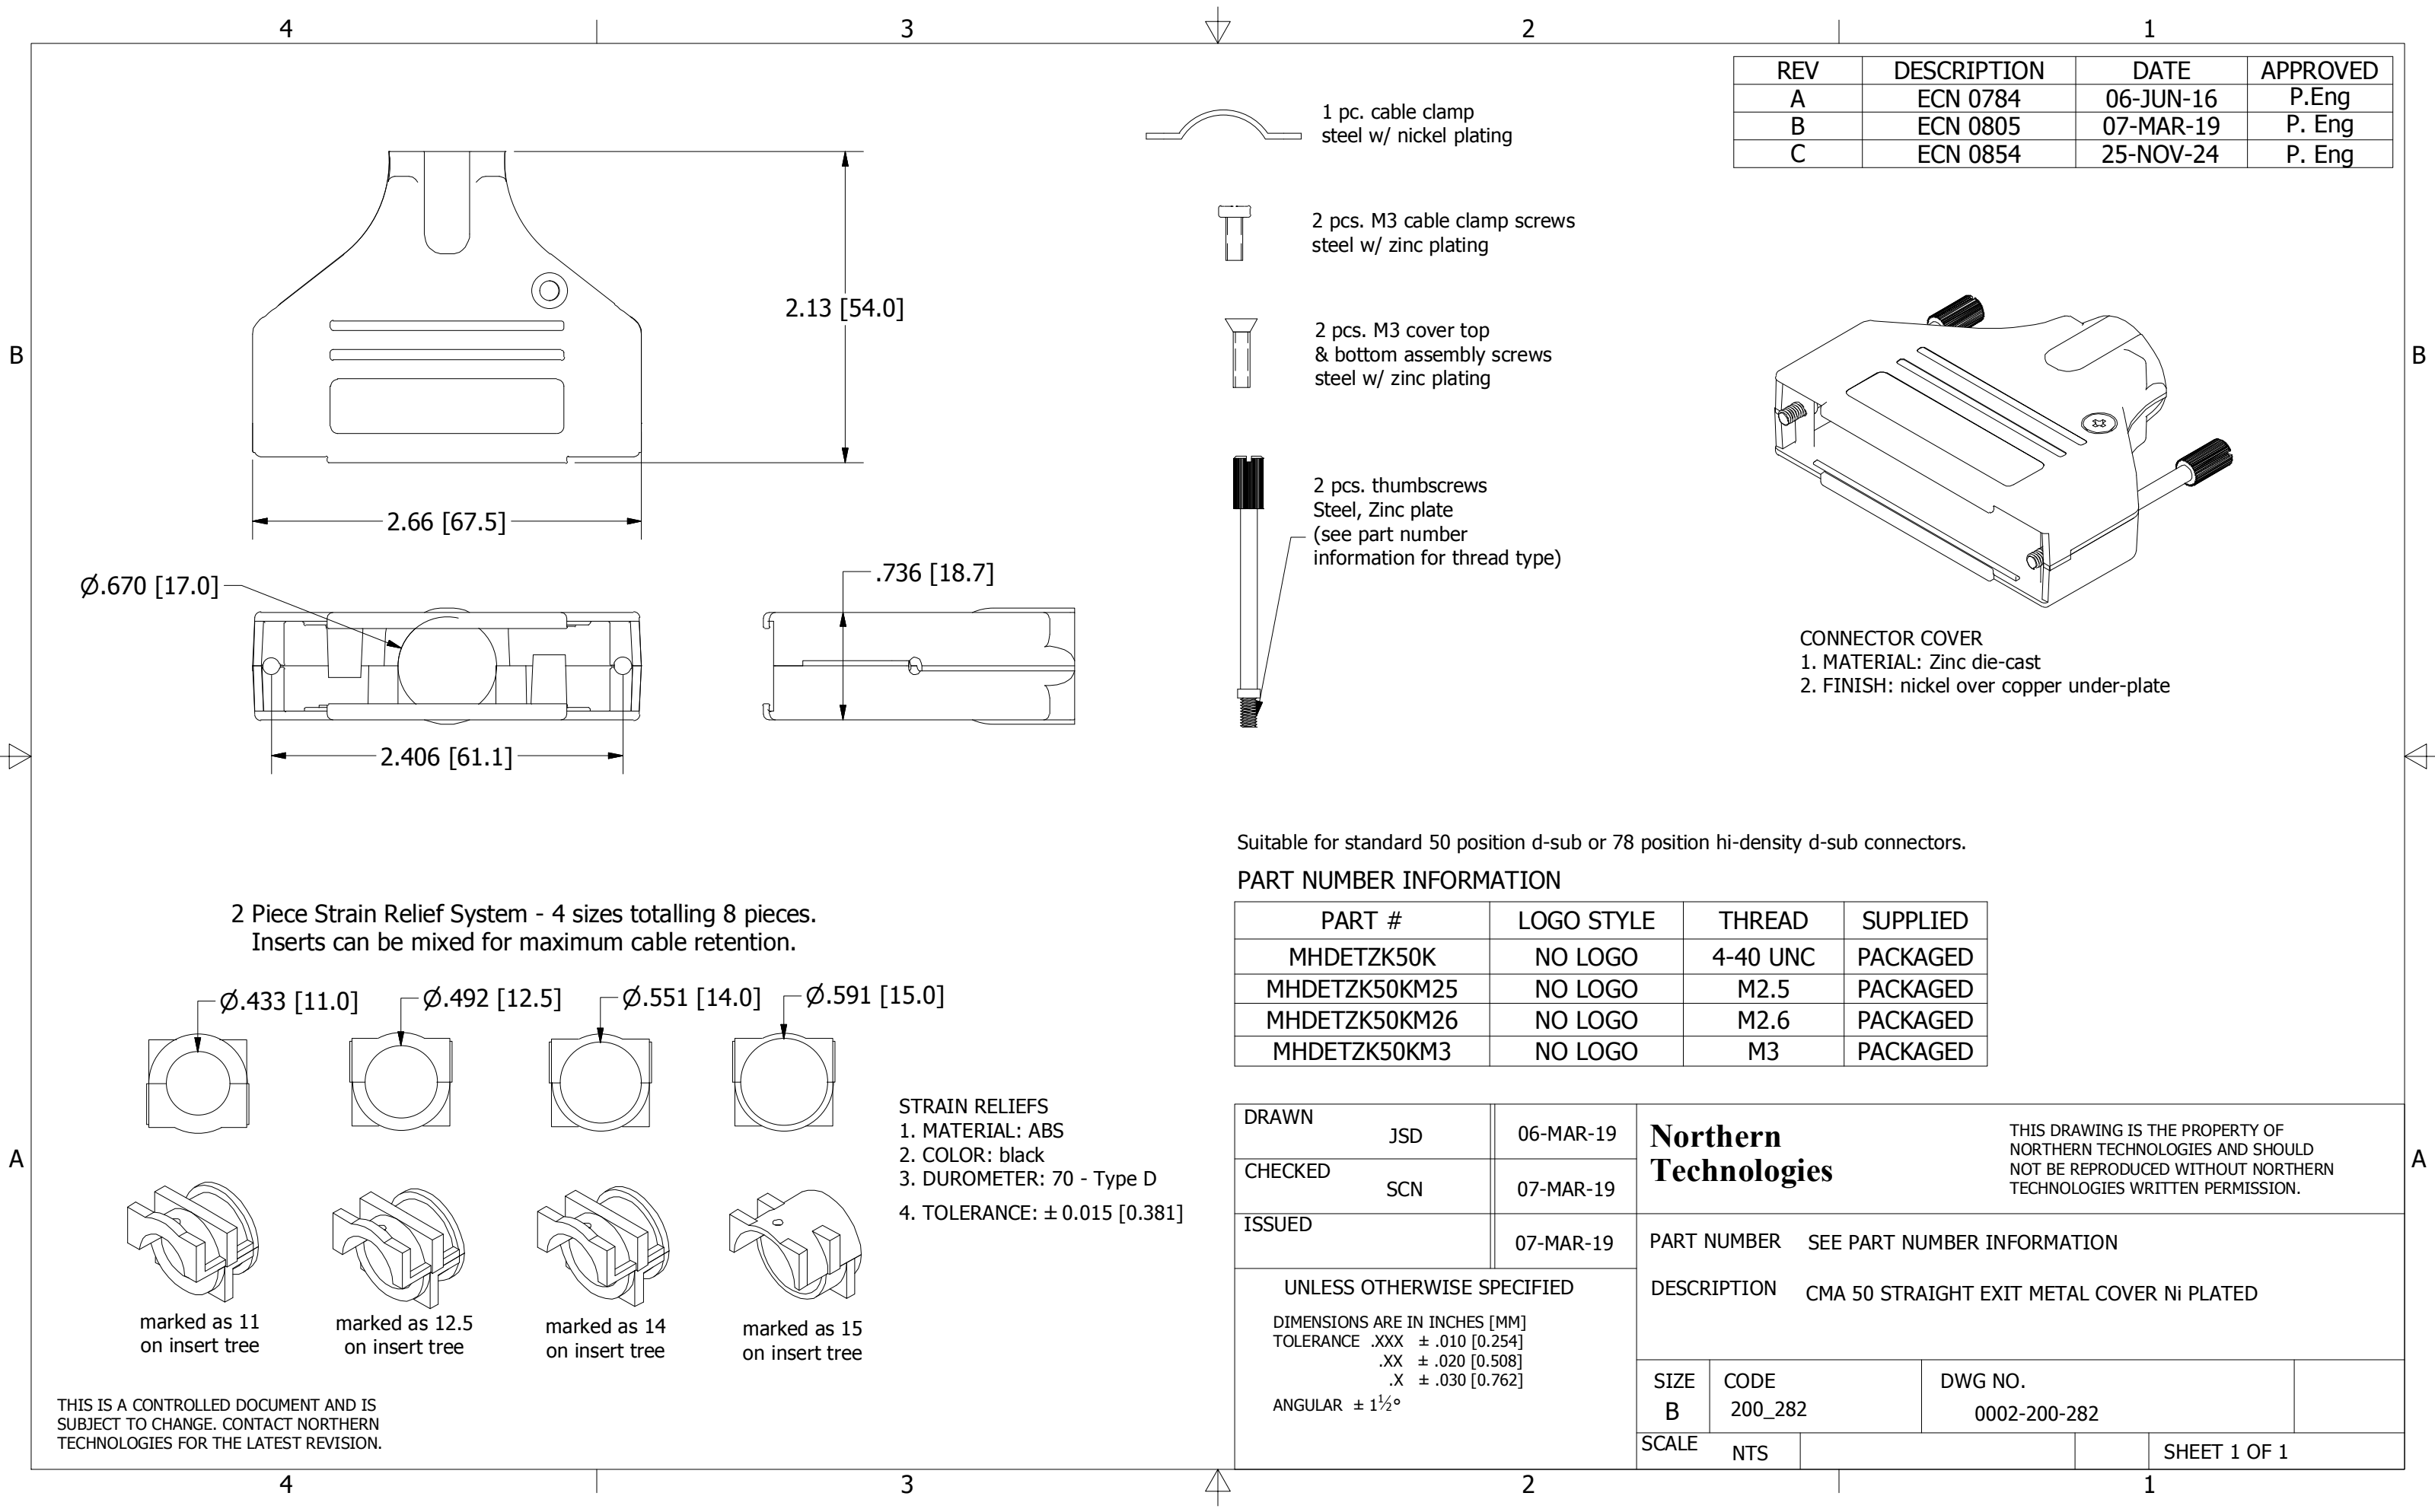 4 3 2 1
REV DESCRIPTION DATE APPROVED
A ECN 0784 06-JUN-16 P.Eng
B ECN 0805 07-MAR-19 P. Eng
C ECN 0854 25-NOV-24 P. Eng
1 pc. cable clamp
steel w/ nickel plating
2 pcs. M3 cable clamp screws
steel w/ zinc plating
2 pcs. M3 cover top
& bottom assembly screws
steel w/ zinc plating
2 pcs. thumbscrews
Steel, Zinc plate
(see part number
information for thread type)
2.13 [54.0]
B B
2.66 [67.5]
Ø.670 [17.0]
.736 [18.7]
2.406 [61.1]
CONNECTOR COVER
1. MATERIAL: Zinc die-cast
2. FINISH: nickel over copper under-plate
Suitable for standard 50 position d-sub or 78 position hi-density d-sub connectors.
PART NUMBER INFORMATION
PART # LOGO STYLE THREAD SUPPLIED
MHDETZK50K NO LOGO 4-40 UNC PACKAGED
MHDETZK50KM25 NO LOGO M2.5 PACKAGED
MHDETZK50KM26 NO LOGO M2.6 PACKAGED
MHDETZK50KM3 NO LOGO M3 PACKAGED
2 Piece Strain Relief System - 4 sizes totalling 8 pieces.
Inserts can be mixed for maximum cable retention.
Ø.433 [11.0] Ø.492 [12.5] Ø.551 [14.0] Ø.591 [15.0]
STRAIN RELIEFS
1. MATERIAL: ABS
2. COLOR: black
3. DUROMETER: 70 - Type D
4. TOLERANCE: ± 0.015 [0.381]
A A
marked as 11
on insert tree
marked as 12.5
on insert tree
marked as 14
on insert tree
marked as 15
on insert tree
THIS IS A CONTROLLED DOCUMENT AND IS
SUBJECT TO CHANGE. CONTACT NORTHERN
TECHNOLOGIES FOR THE LATEST REVISION.
DRAWN JSD 06-MAR-19
CHECKED SCN 07-MAR-19
ISSUED 07-MAR-19
UNLESS OTHERWISE SPECIFIED
DIMENSIONS ARE IN INCHES [MM]
TOLERANCE .XXX ± .010 [0.254]
.XX ± .020 [0.508]
.X ± .030 [0.762]
ANGULAR ± 1½°
Northern
Technologies
THIS DRAWING IS THE PROPERTY OF
NORTHERN TECHNOLOGIES AND SHOULD
NOT BE REPRODUCED WITHOUT NORTHERN
TECHNOLOGIES WRITTEN PERMISSION.
PART NUMBER SEE PART NUMBER INFORMATION
DESCRIPTION CMA 50 STRAIGHT EXIT METAL COVER Ni PLATED
SIZE CODE DWG NO.
B 200_282 0002-200-282
SCALE NTS SHEET 1 OF 1
4 3 2 1